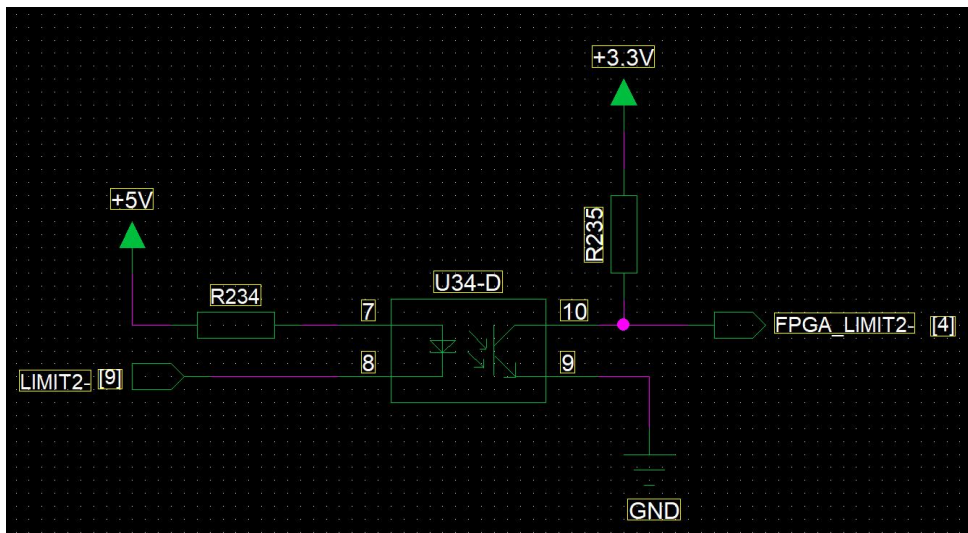 +3.3V
+5V
R235
U34-D
R234
7
10
FPGA_LIMIT2- [4]
8
9
LIMIT2- [9]
GND